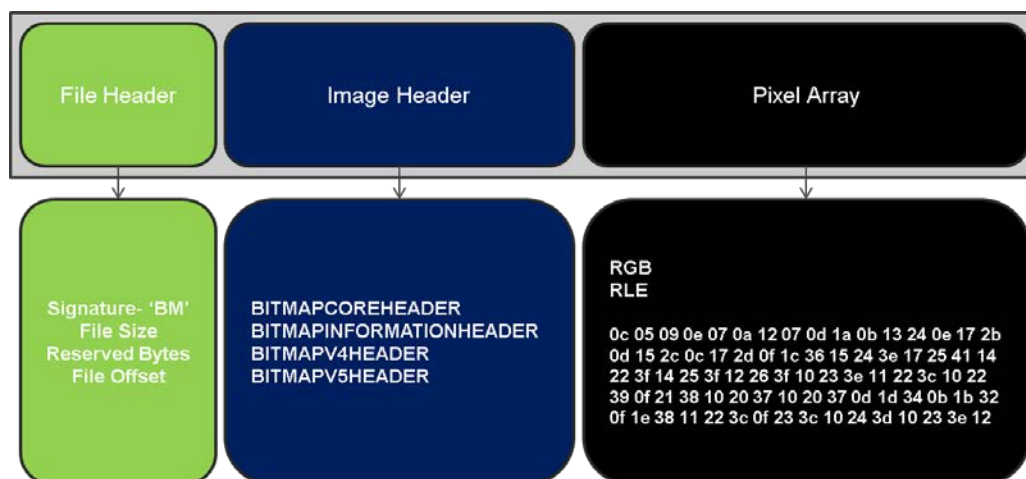 File Header
Image Header
Pixel Array
Signature- ‘BM’
File Size
Reserved Bytes
File Offset
BITMAPCOREHEADER
BITMAPINFORMATIONHEADER
BITMAPV4HEADER
BITMAPV5HEADER
RGB
RLE
0c 05 09 0e 07 0a 12 07 0d 1a 0b 13 24 0e 17 2b
0d 15 2c 0c 17 2d 0f 1c 36 15 24 3e 17 25 41 14
22 3f 14 25 3f 12 26 3f 10 23 3e 11 22 3c 10 22
39 0f 21 38 10 20 37 10 20 37 0d 1d 34 0b 1b 32
0f 1e 38 11 22 3c 0f 23 3c 10 24 3d 10 23 3e 12